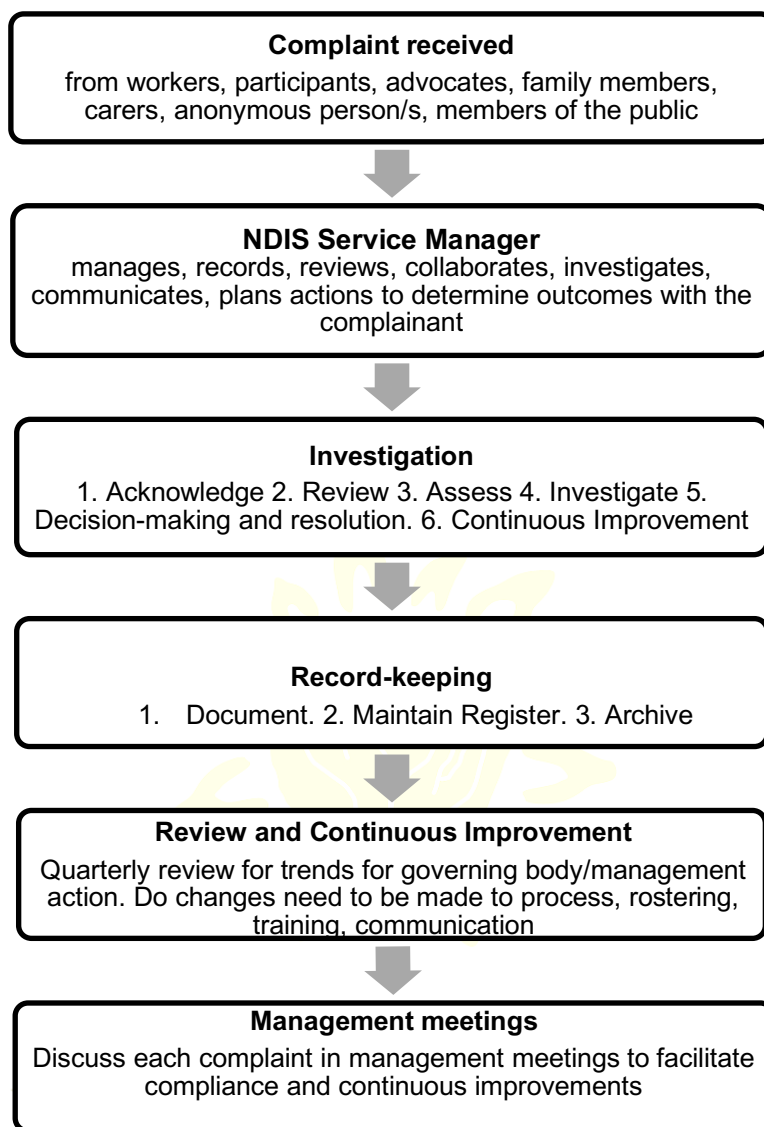 Complaint received
from workers, participants, advocates, family members,
carers, anonymous person/s, members of the public
NDIS Service Manager
manages, records, reviews, collaborates, investigates,
communicates, plans actions to determine outcomes with the
complainant
Investigation
1. Acknowledge 2. Review 3. Assess 4. Investigate 5.
Decision-making and resolution. 6. Continuous Improvement
Record-keeping
1. Document. 2. Maintain Register. 3. Archive
Review and Continuous Improvement
Quarterly review for trends for governing body/management
action. Do changes need to be made to process, rostering,
training, communication
Management meetings
Discuss each complaint in management meetings to facilitate
compliance and continuous improvements